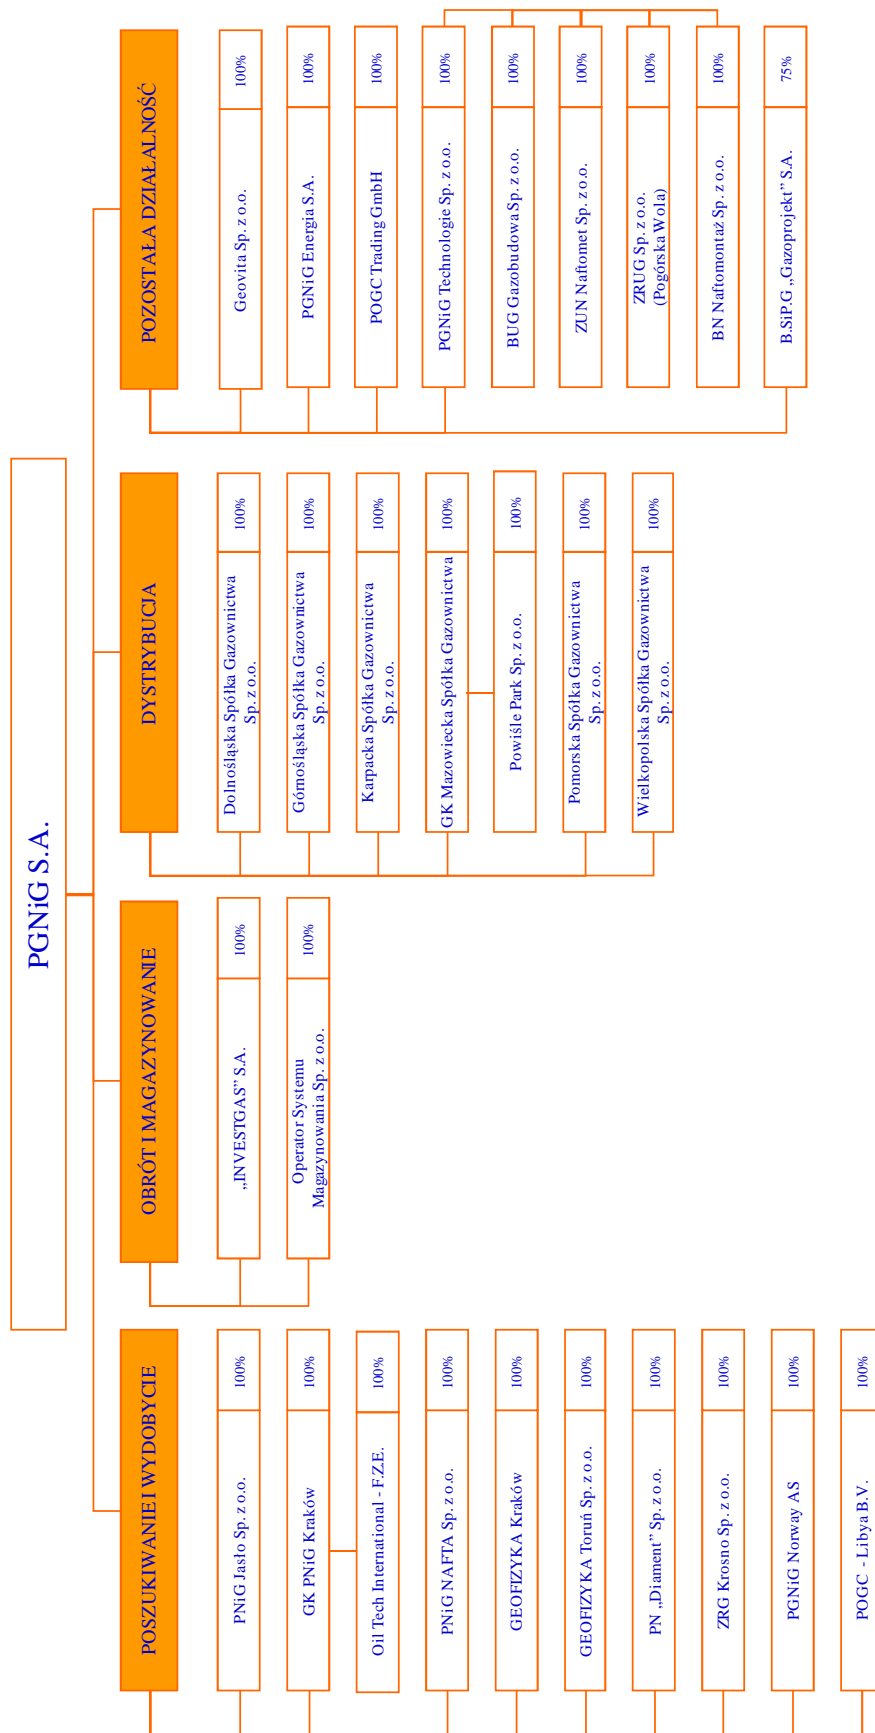 PGNiG S.A.
POSZUKIWANIE I WYDOBYCIE
PNiG Jasło Sp. z o.o.
100%
GK PNiG Kraków
100%
Oil Tech International - F.Z.E.
100%
PNiG NAFTA Sp. z o.o.
100%
GEOFIZYKA Kraków
100%
GEOFIZYKA Toruń Sp. z o.o.
100%
PN „Diament” Sp. z o.o.
100%
ZRG Krosno Sp. z o.o.
100%
PGNiG Norway AS
100%
POGC - Libya B.V.
100%
OBRÓT I MAGAZYNOWANIE
„INVESTGAS” S.A.
100%
Operator Systemu
Magazynowania Sp. z o.o.
100%
DYSTRYBUCJA
Dolnośląska Spółka Gazownictwa
Sp. z o.o.
100%
Górnośląska Spółka Gazownictwa
Sp. z o.o.
100%
Karpacka Spółka Gazownictwa
Sp. z o.o.
100%
GK Mazowiecka Spółka Gazownictwa
100%
Powiśle Park Sp. z o.o.
100%
Pomorska Spółka Gazownictwa
Sp. z o.o.
100%
Wielkopolska Spółka Gazownictwa
Sp. z o.o.
100%
POZOSTAŁA DZIAŁALNOŚĆ
Geovita Sp. z o.o.
100%
PGNiG Energia S.A.
100%
POGC Trading GmbH
100%
PGNiG Technologie Sp. z o.o.
100%
BUG Gazobudowa Sp. z o.o.
100%
ZUN Naftomet Sp. z o.o.
100%
ZRUG Sp. z o.o.
(Pogórska Wola)
100%
BN Naftomontaż Sp. z o.o.
100%
B.SiP.G „Gazoprojekt” S.A.
75%